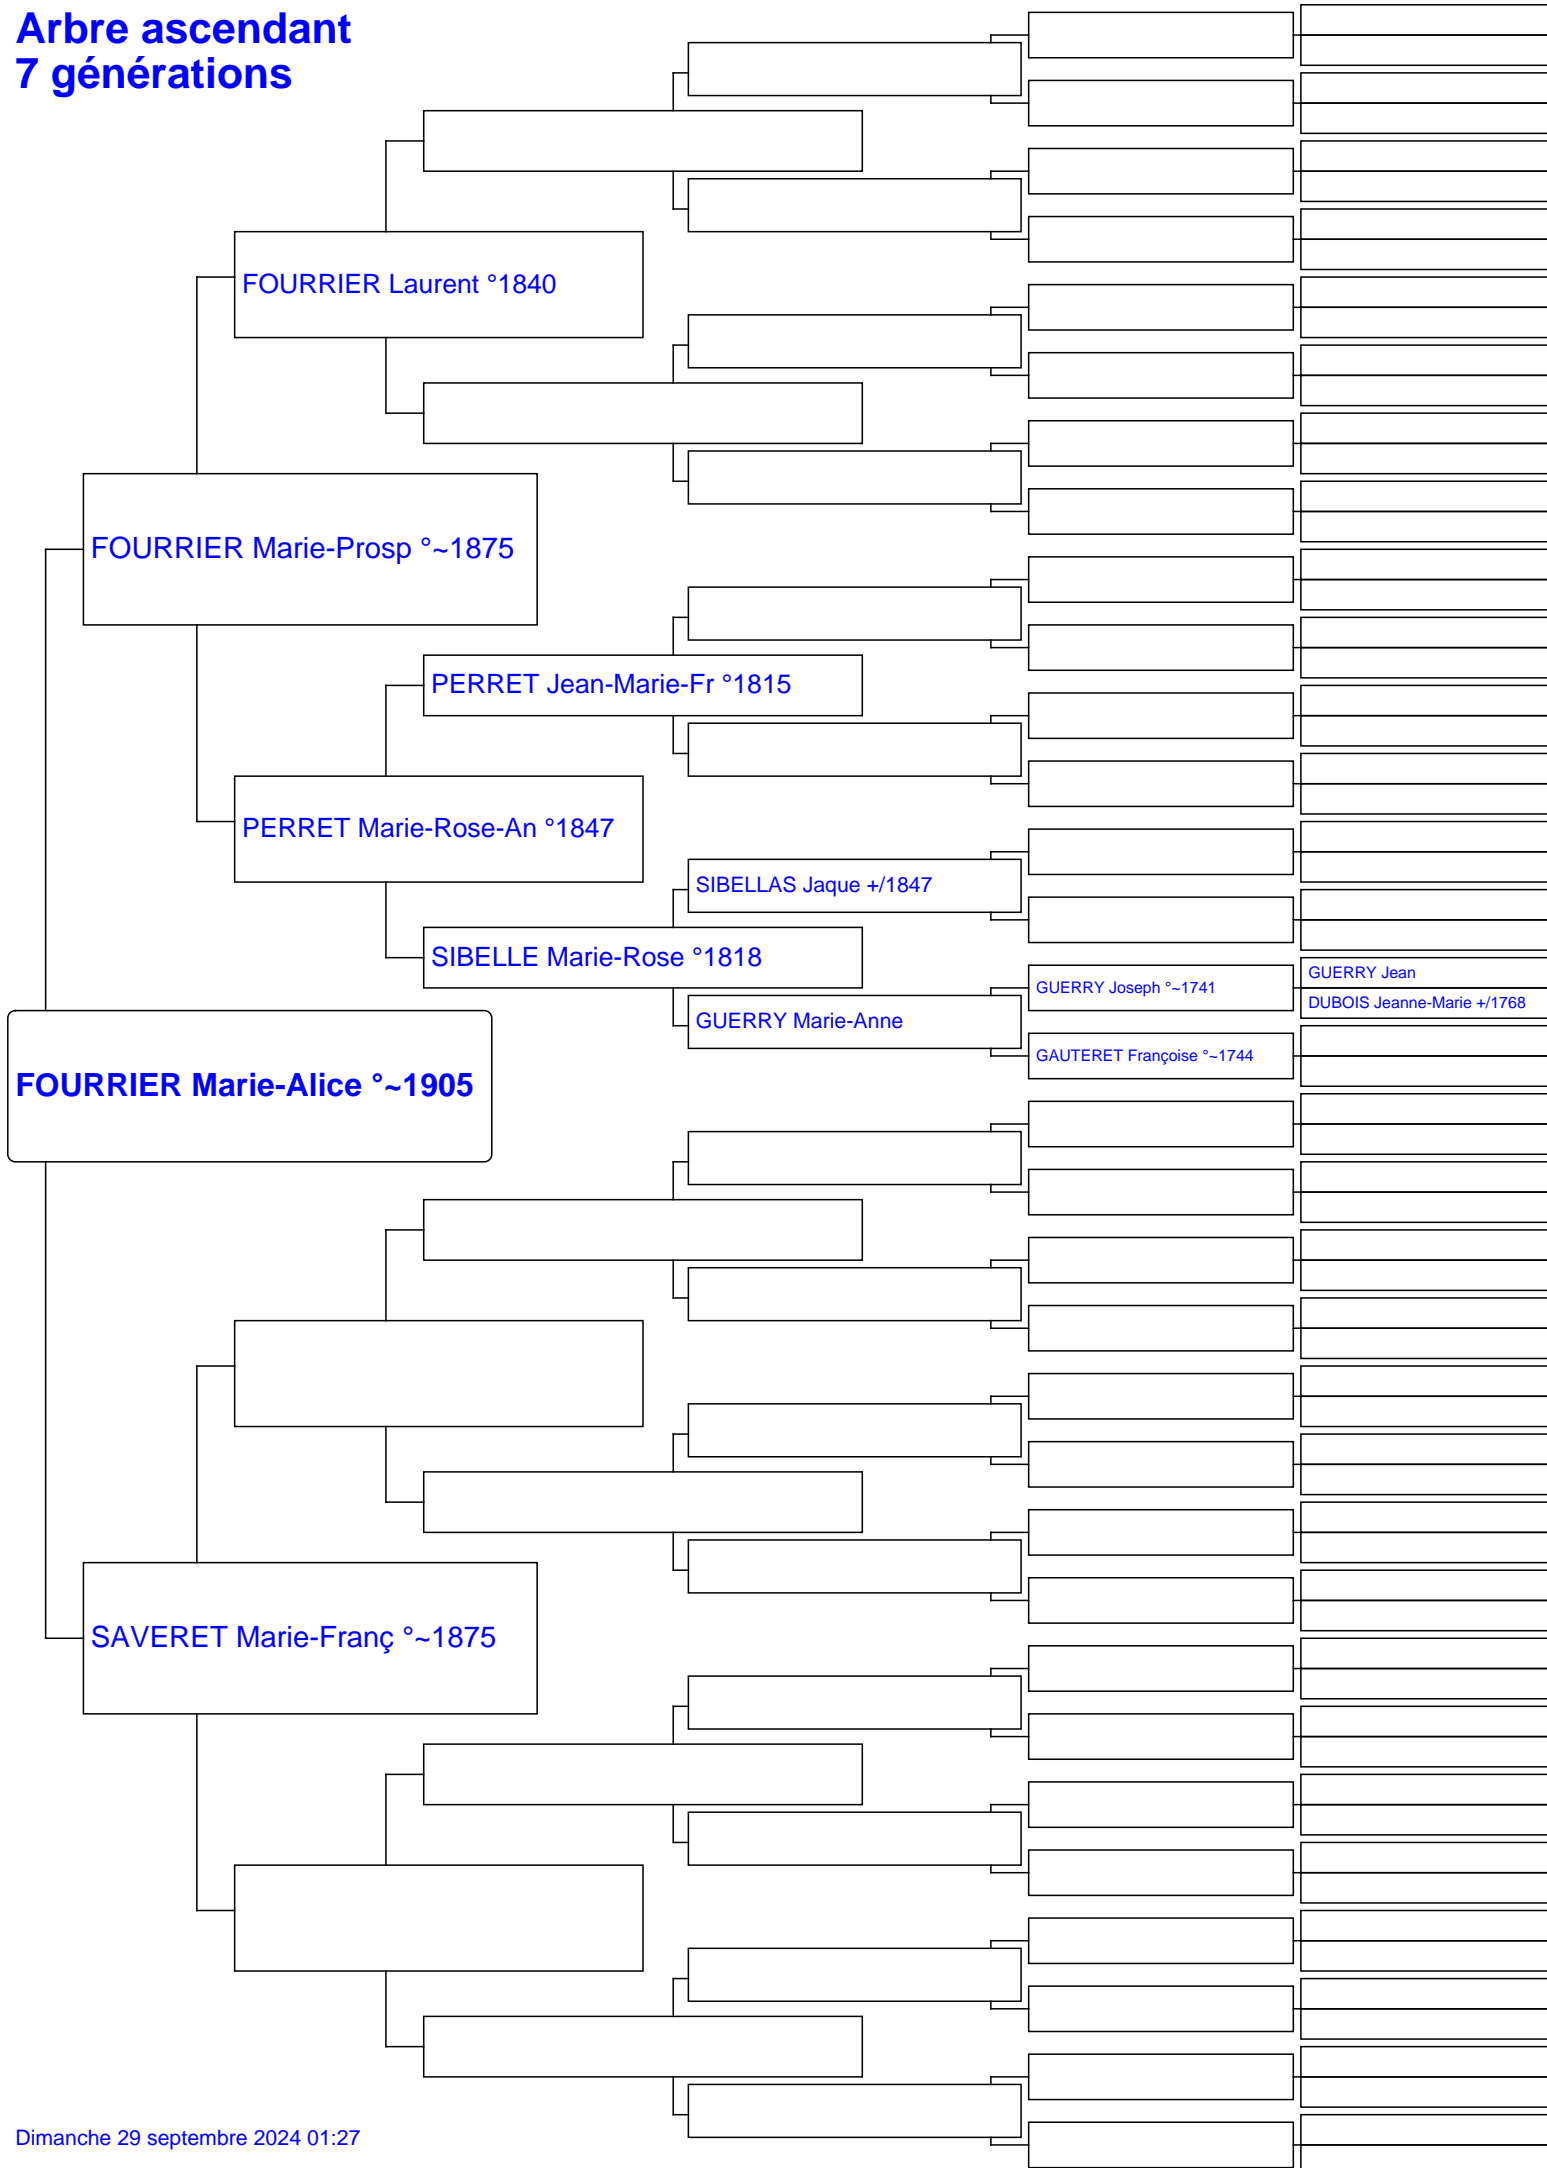 Arbre ascendant
7 générations
FOURRIER Laurent °1840
FOURRIER Marie-Prosp °~1875
PERRET Jean-Marie-Fr °1815
PERRET Marie-Rose-An °1847
SIBELLAS Jaque +/1847
SIBELLE Marie-Rose °1818
GUERRY Jean
GUERRY Joseph °~1741
DUBOIS Jeanne-Marie +/1768
GUERRY Marie-Anne
GAUTERET Françoise °~1744
FOURRIER Marie-Alice °~1905
SAVERET Marie-Franç °~1875
Dimanche 29 septembre 2024 01:27